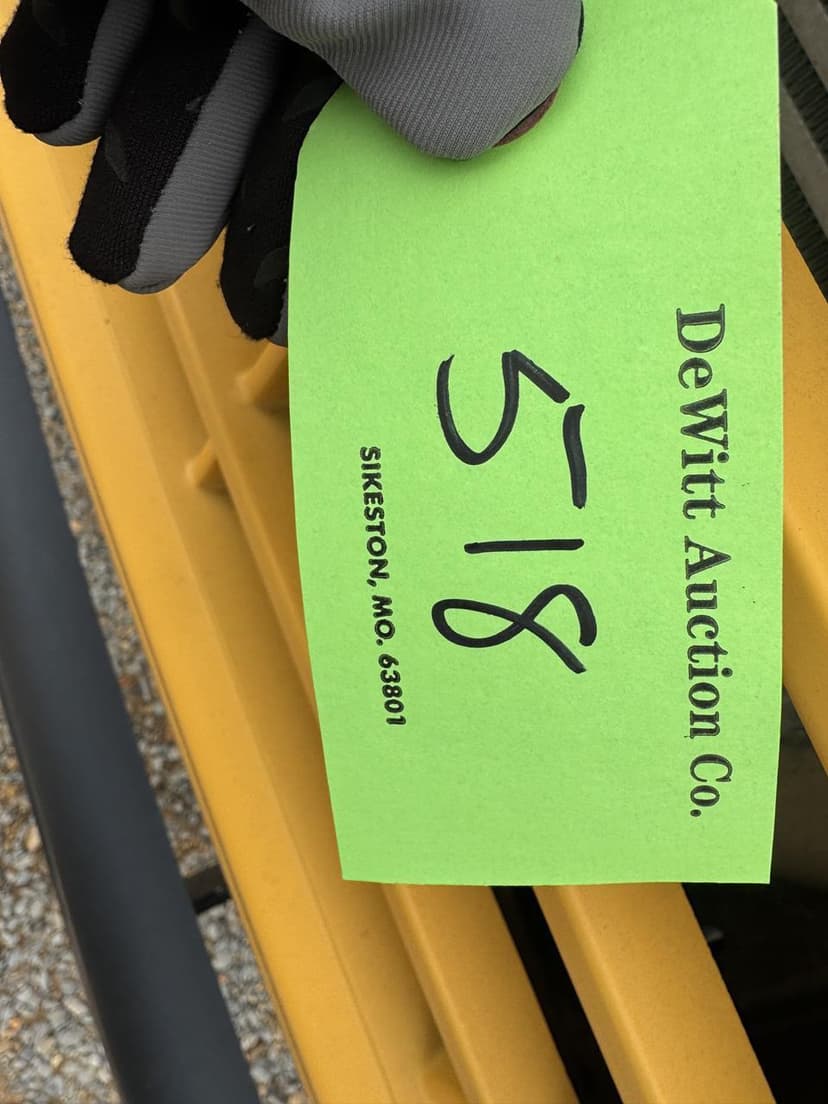 DeWitt Auction Co.
518
SIKESTON, MO. 63801